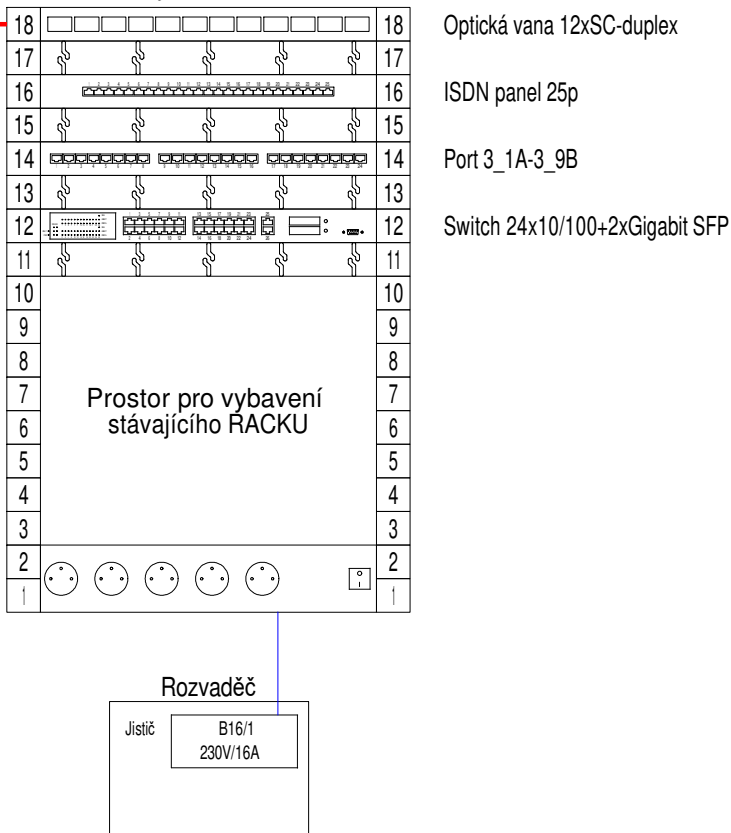 18 18 Optická vana 12xSC-duplex
17 17
16 16 ISDN panel 25p
15 15
14 14 Port 3_1A-3_9B
13 13
12 12 Switch 24x10/100+2xGigabit SFP
11 11
10 10
9 9
8 8
7 Prostor pro vybavení 7
6 stávajícího RACKU 6
5 5
4 4
3 3
2 2
1 1
Rozvaděč
Jistič B16/1
230V/16A